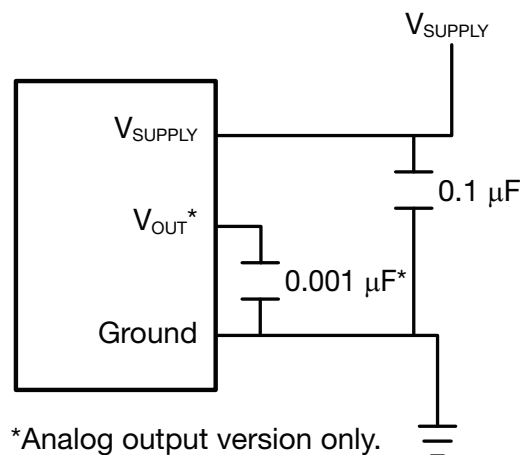 VSUPPLY
VSUPPLY
0.1 μF
VOUT*
0.001 μF*
Ground
*Analog output version only.